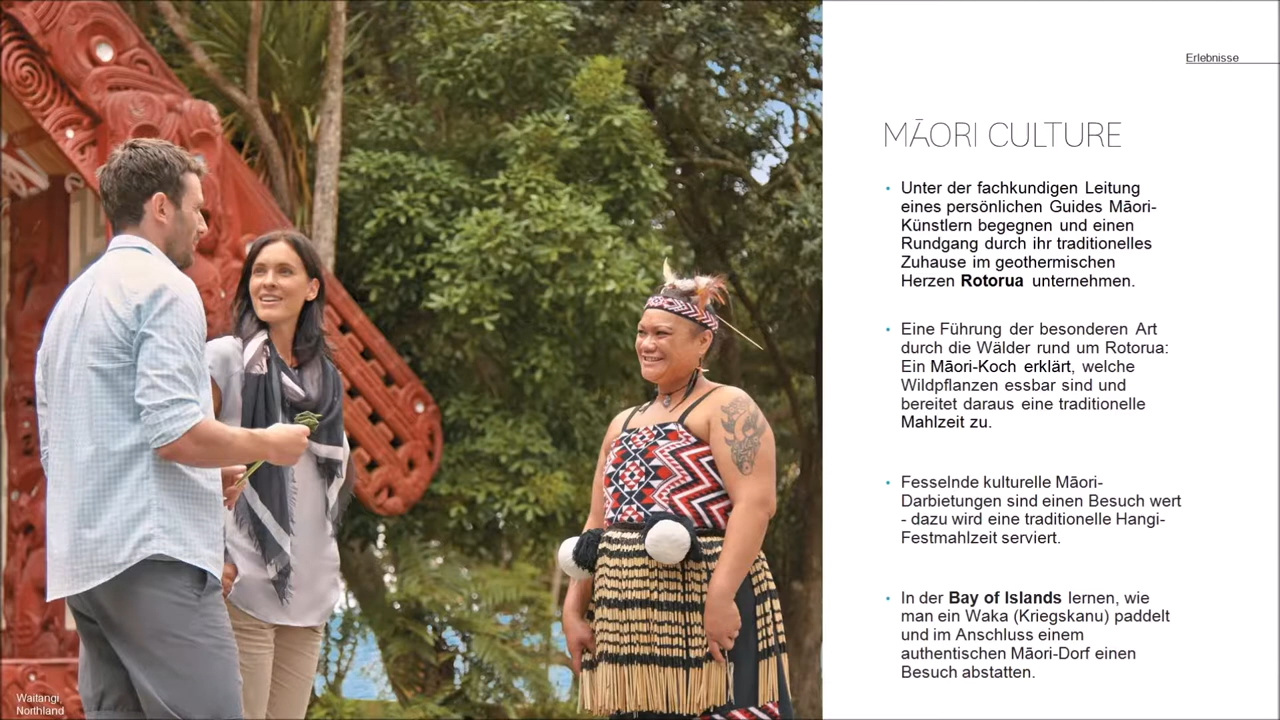 Erlebnisse
MĀORI CULTURE
• Unter der fachkundigen Leitung
eines persönlichen Guides Māori-
Künstlern begegnen und einen
Rundgang durch ihr traditionelles
Zuhause im geothermischen
Herzen Rotorua unternehmen.
• Eine Führung der besonderen Art
durch die Wälder rund um Rotorua:
Ein Māori-Koch erklärt, welche
Wildpflanzen essbar sind und
bereitet daraus eine traditionelle
Mahlzeit zu.
• Fesselnde kulturelle Māori-
Darbietungen sind einen Besuch wert
- dazu wird eine traditionelle Hangi-
Festmahlzeit serviert.
• In der Bay of Islands lernen, wie
man ein Waka (Kriegskanu) paddelt
und im Anschluss einem
authentischen Māori-Dorf einen
Besuch abstatten.
Waitangi,
Northland